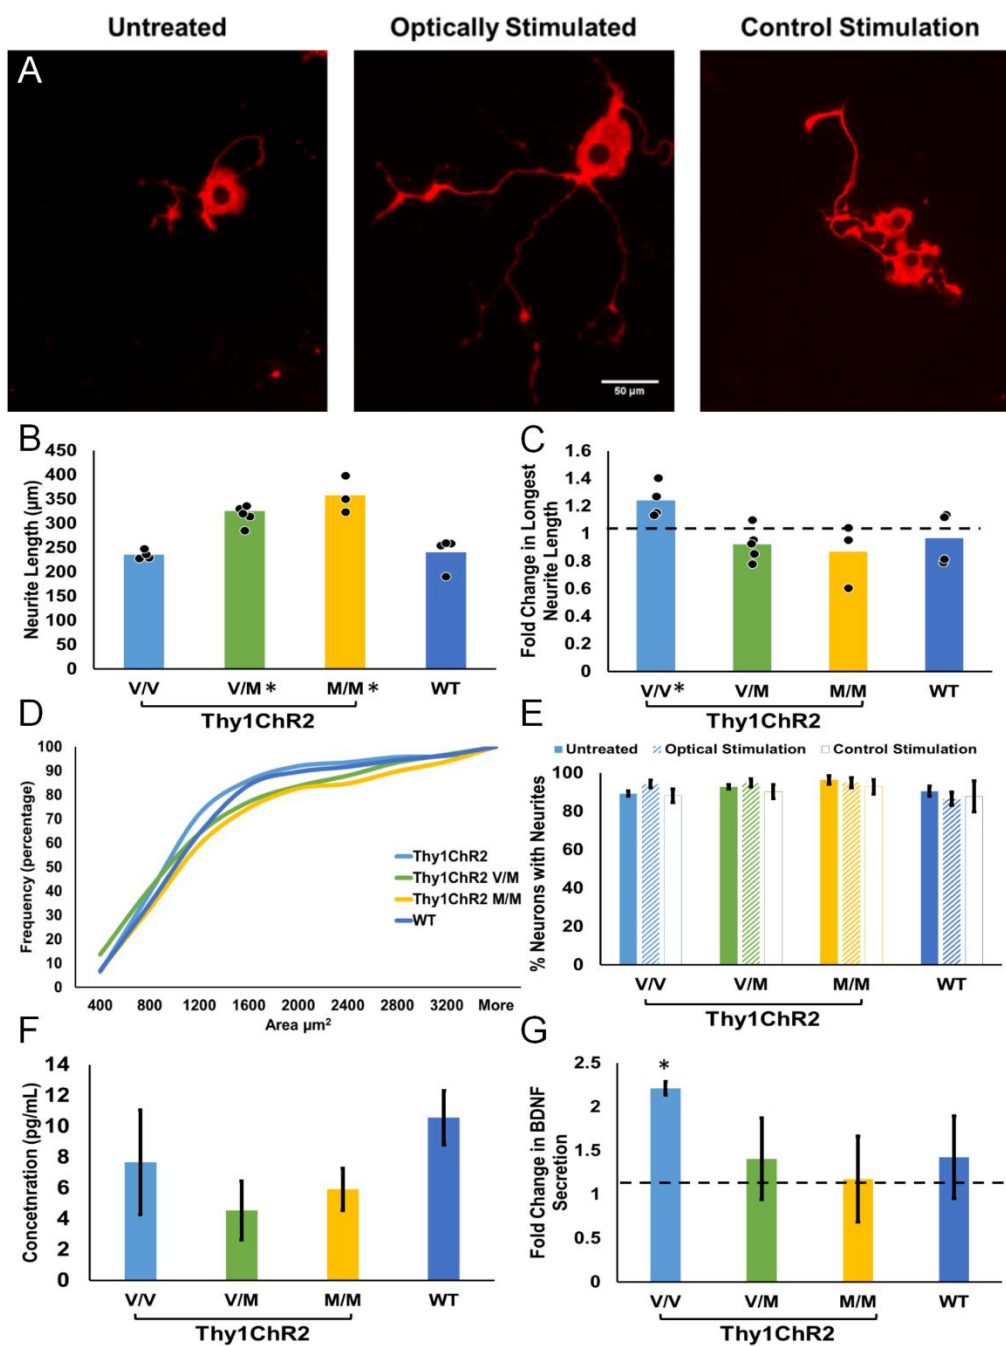 Untreated Optically Stimulated Control Stimulation
A
50 µm
B
Neurite Length (µm)
450
400
350
300
250
200
150
100
50
0
V/V V/M * M/M * WT
Thy1ChR2
C
Fold Change in Longest
Neurite Length
1.6
1.4
1.2
1
0.8
0.6
0.4
0.2
0
V/V * V/M M/M WT
Thy1ChR2
D
Frequency (percentage)
100
90
80
70
60
50
40
30
20
10
0
Thy1ChR2
Thy1ChR2 V/M
Thy1ChR2 M/M
WT
400 800 1200 1600 2000 2400 2800 3200 More
Area µm²
E
Untreated Optical Stimulation Control Stimulation
% Neurons with Neurites
100
80
60
40
20
0
V/V V/M M/M WT
Thy1ChR2
F
Concetnration (pg/mL)
14
12
10
8
6
4
2
0
V/V V/M M/M WT
Thy1ChR2
G
Fold Change in BDNF
Secretion
2.5
2
1.5
1
0.5
0
*
V/V V/M M/M WT
Thy1ChR2